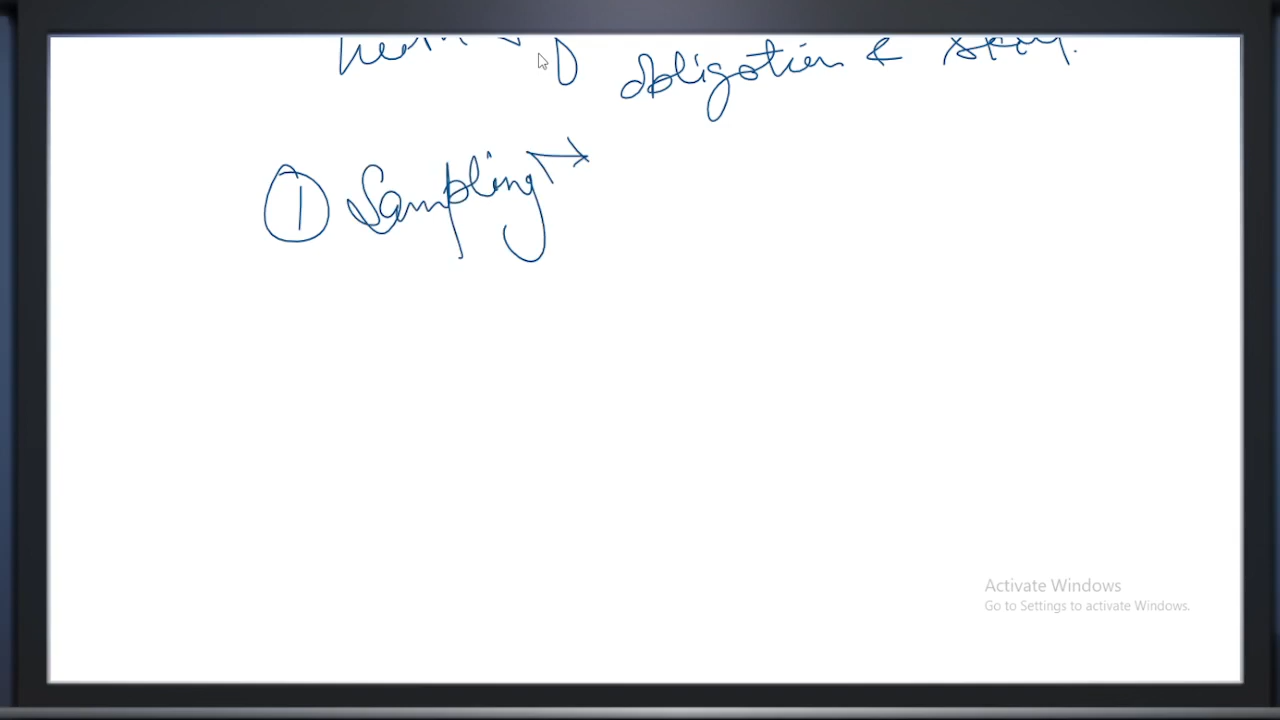 obligation &
① Sampling →
Activate Windows
Go to Settings to activate Windows.